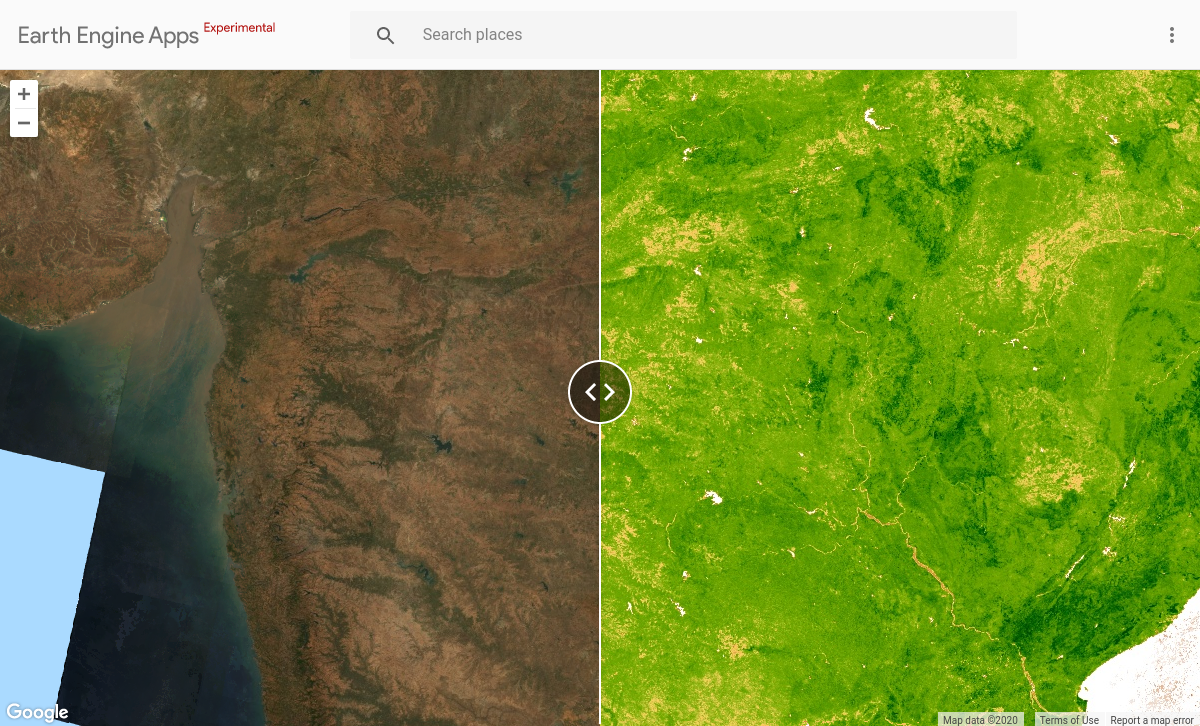 Earth Engine Apps Experimental
Search places
+
−
Google
Map data ©2020
Terms of Use
Report a map error